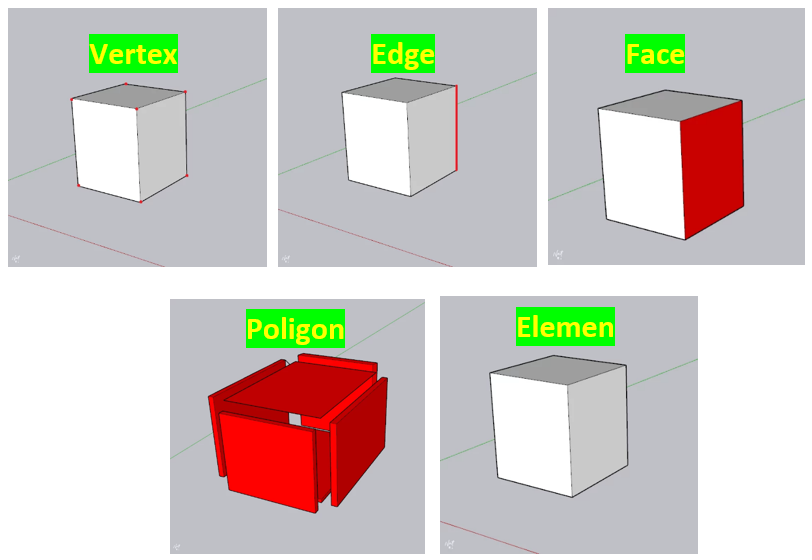 Vertex
Edge
Face
Poligon
Elemen